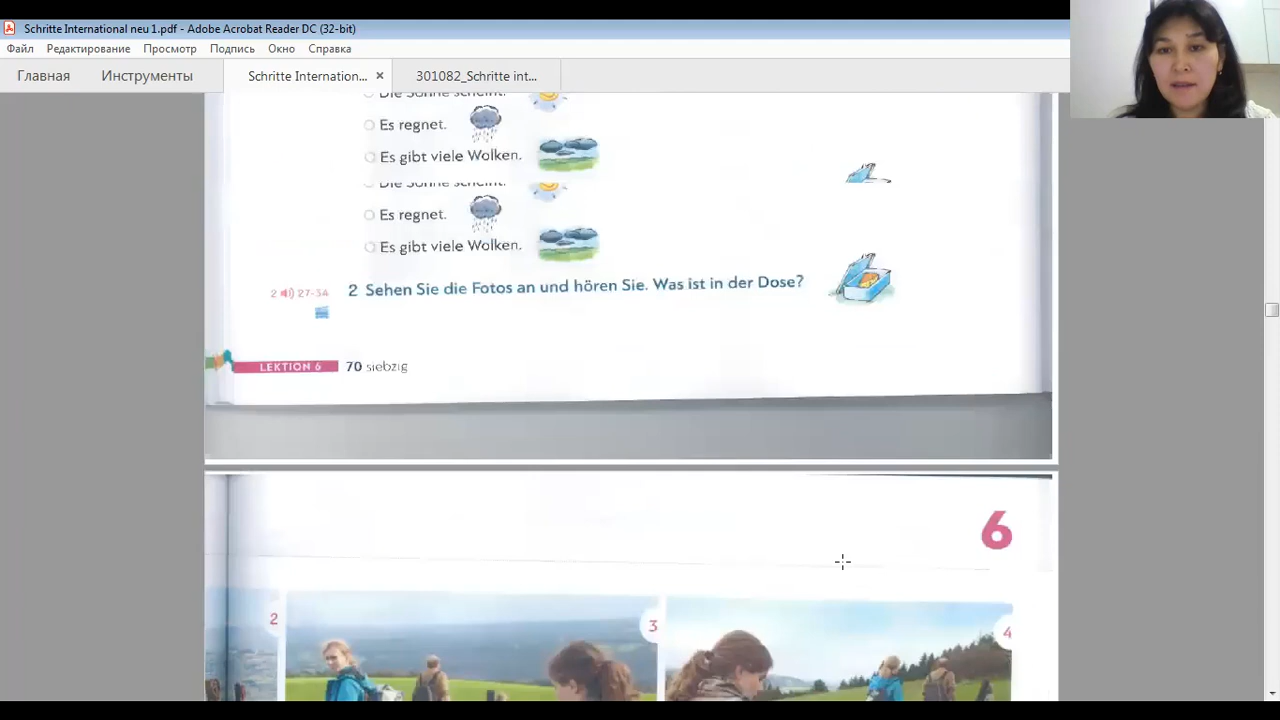 Schritte International neu 1.pdf - Adobe Acrobat Reader DC (32-bit)
Файл Редактирование Просмотр Подпись Окно Справка
Главная Инструменты Schritte Internation... × 301082_Schritte int...
Die Sonne scheint.
Es regnet.
Es gibt viele Wolken.
Die Sonne scheint.
Es regnet.
Es gibt viele Wolken.
2 27-34 2 Sehen Sie die Fotos an und hören Sie. Was ist in der Dose?
LEKTION 6 70 siebzig
6
2 3 4